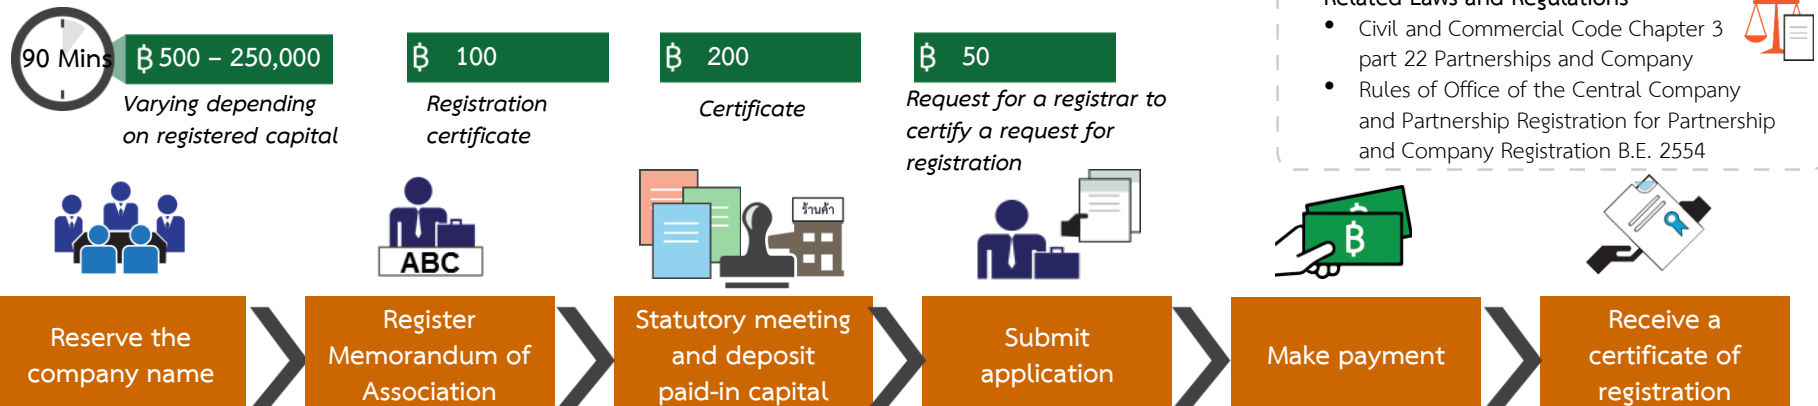 90 Mins
฿ 500 – 250,000
Varying depending
on registered capital
฿ 100
Registration
certificate
฿ 200
Certificate
฿ 50
Request for a registrar to
certify a request for
registration
Related Laws and Regulations
• Civil and Commercial Code Chapter 3
part 22 Partnerships and Company
• Rules of Office of the Central Company
and Partnership Registration for Partnership
and Company Registration B.E. 2554
ABC
ร้านค้า
฿
฿
Reserve the
company name
Register
Memorandum of
Association
Statutory meeting
and deposit
paid-in capital
Submit
application
Make payment
Receive a
certificate of
registration